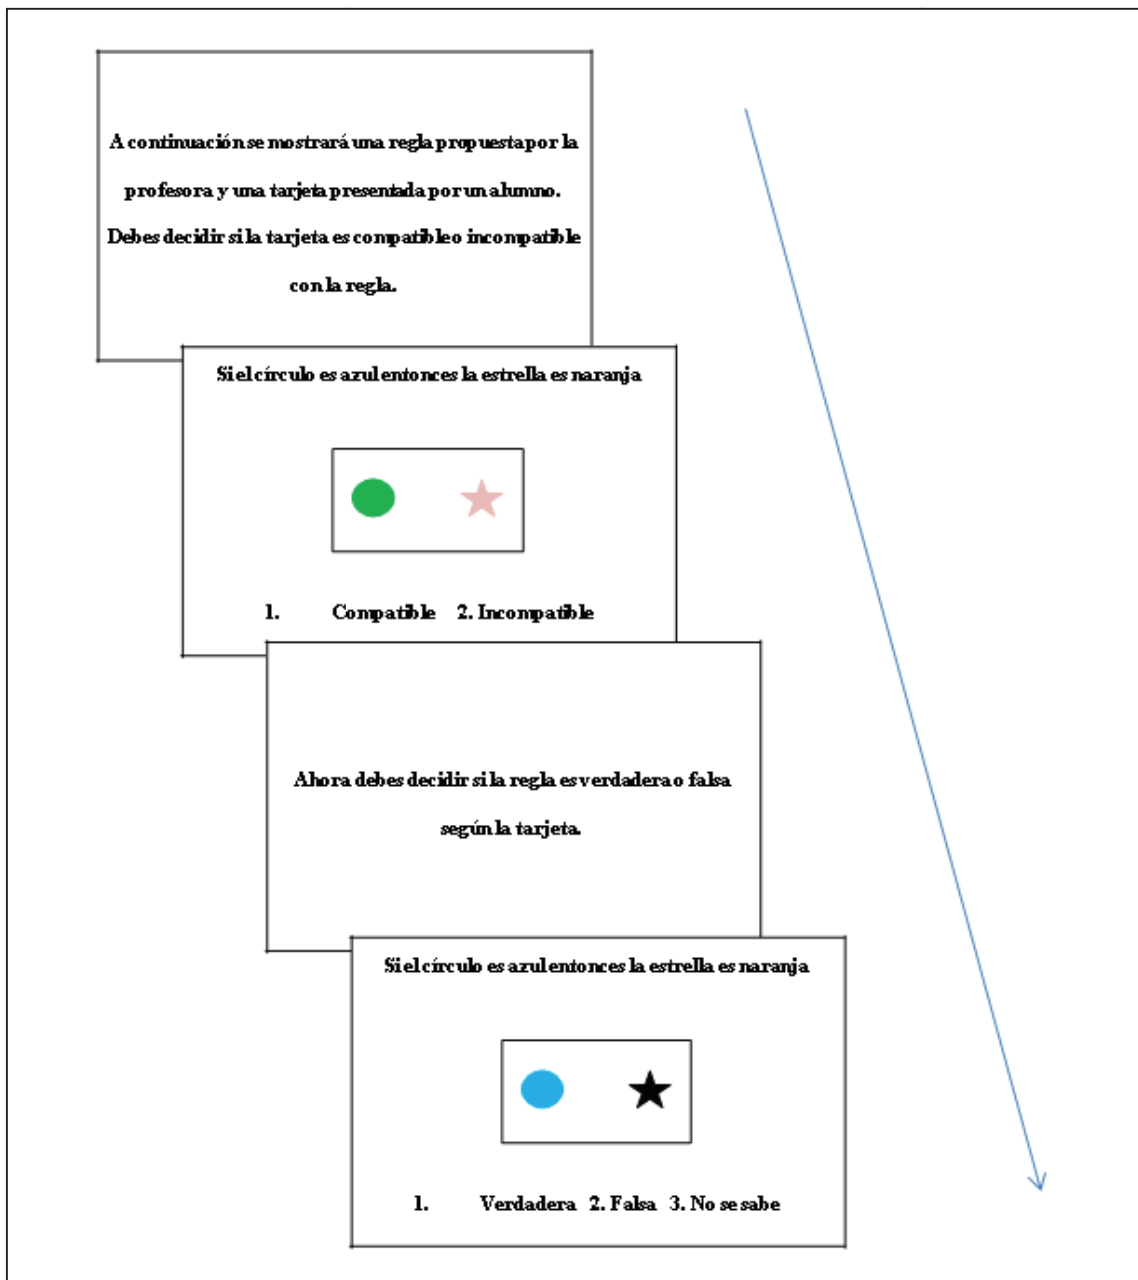 A continuación se mostrará una regla propuesta por la
profesora y una tarjeta presentada por un alumno.
Debes decidir si la tarjeta es compatible o incompatible
con la regla.
Si el círculo es azul entonces la estrella es naranja
1. Compatible 2. Incompatible
Ahora debes decidir si la regla es verdadera o falsa
según la tarjeta.
Si el círculo es azul entonces la estrella es naranja
1. Verdadera 2. Falsa 3. No se sabe